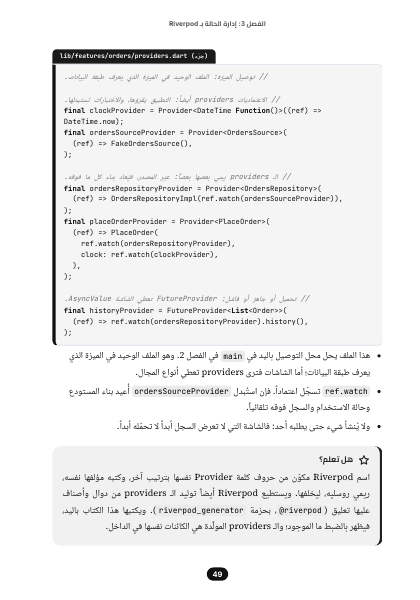 الفصل 3: إدارة الحالة بـ Riverpod
lib/features/orders/providers.dart (جزء)
// توصيل الميزة: الملف الوحيد في الميزة الذي يعرف طبقة البيانات.
// الاعتماديات providers أيضاً: التطبيق يقرؤها، والاختبارات تستبدلها.
final clockProvider = Provider<DateTime Function()>((ref) =>
DateTime.now);
final ordersSourceProvider = Provider<OrdersSource>(
(ref) => FakeOrdersSource(),
);
// الـ providers يبني بعضها بعضاً: غيّر المصدر، فيُعاد بناء كل ما فوقه.
final ordersRepositoryProvider = Provider<OrdersRepository>(
(ref) => OrdersRepositoryImpl(ref.watch(ordersSourceProvider)),
);
final placeOrderProvider = Provider<PlaceOrder>(
(ref) => PlaceOrder(
ref.watch(ordersRepositoryProvider),
clock: ref.watch(clockProvider),
),
);
// تحميل أو جاهز أو فاشل: FutureProvider يعطي الشاشة AsyncValue.
final historyProvider = FutureProvider<List<Order>>(
(ref) => ref.watch(ordersRepositoryProvider).history(),
);
• هذا الملف يحل محل التوصيل باليد في main في الفصل 2. وهو الملف الوحيد في الميزة الذي
يعرف طبقة البيانات؛ أما الشاشات فترى providers تعطي أنواع المجال.
• ref.watch تسجّل اعتماداً. فإن استُبدل ordersSourceProvider أُعيد بناء المستودع
وحالة الاستخدام والسجل فوقه تلقائياً.
• ولا يُنشأ شيء حتى يطلبه أحد: فالشاشة التي لا تعرض السجل أبداً لا تحمّله أبداً.
هل تعلم؟
اسم Riverpod مكوّن من حروف كلمة Provider نفسها بترتيب آخر، وكتبه مؤلفها نفسه،
ريمي روسليه، ليخلفها. ويستطيع Riverpod أيضاً توليد الـ providers من دوال وأصناف
عليها تعليق (@riverpod، بحزمة riverpod_generator). ويكتبها هذا الكتاب باليد،
فيظهر بالضبط ما الموجود؛ والـ providers المولّدة هي الكائنات نفسها في الداخل.
49